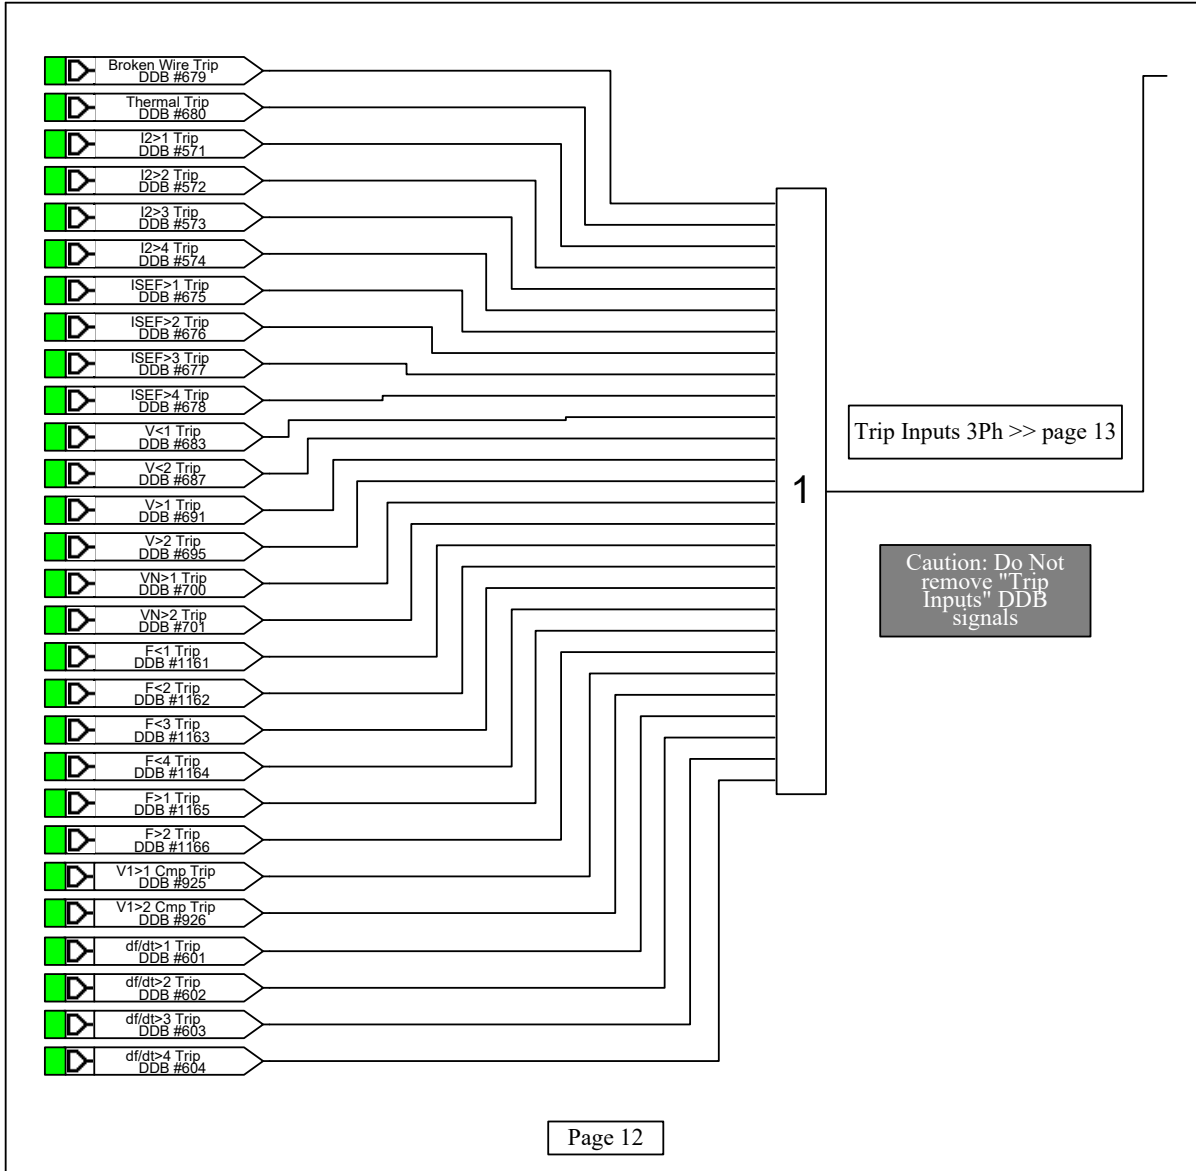 Broken Wire Trip
DDB #679
Thermal Trip
DDB #680
I2>1 Trip
DDB #571
I2>2 Trip
DDB #572
I2>3 Trip
DDB #573
I2>4 Trip
DDB #574
ISEF>1 Trip
DDB #675
ISEF>2 Trip
DDB #676
ISEF>3 Trip
DDB #677
ISEF>4 Trip
DDB #678
V<1 Trip
DDB #683
V<2 Trip
DDB #687
V>1 Trip
DDB #691
V>2 Trip
DDB #695
VN>1 Trip
DDB #700
VN>2 Trip
DDB #701
F<1 Trip
DDB #1161
F<2 Trip
DDB #1162
F<3 Trip
DDB #1163
F<4 Trip
DDB #1164
F>1 Trip
DDB #1165
F>2 Trip
DDB #1166
V1>1 Cmp Trip
DDB #925
V1>2 Cmp Trip
DDB #926
df/dt>1 Trip
DDB #601
df/dt>2 Trip
DDB #602
df/dt>3 Trip
DDB #603
df/dt>4 Trip
DDB #604
1
Trip Inputs 3Ph >> page 13
Caution: Do Not
remove "Trip
Inputs" DDB
signals
Page 12